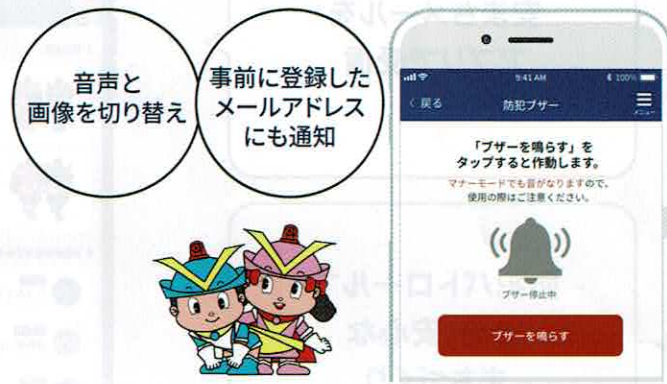 音声と
画像を切り替え
事前に登録した
メールアドレス
にも通知
9:41 AM
100%
戻る
防犯ブザー
メニュー
「ブザーを鳴らす」を
タップすると作動します。
マナーモードでも音がなりますので、
使用の際はご注意ください。
ブザー停止中
ブザーを鳴らす